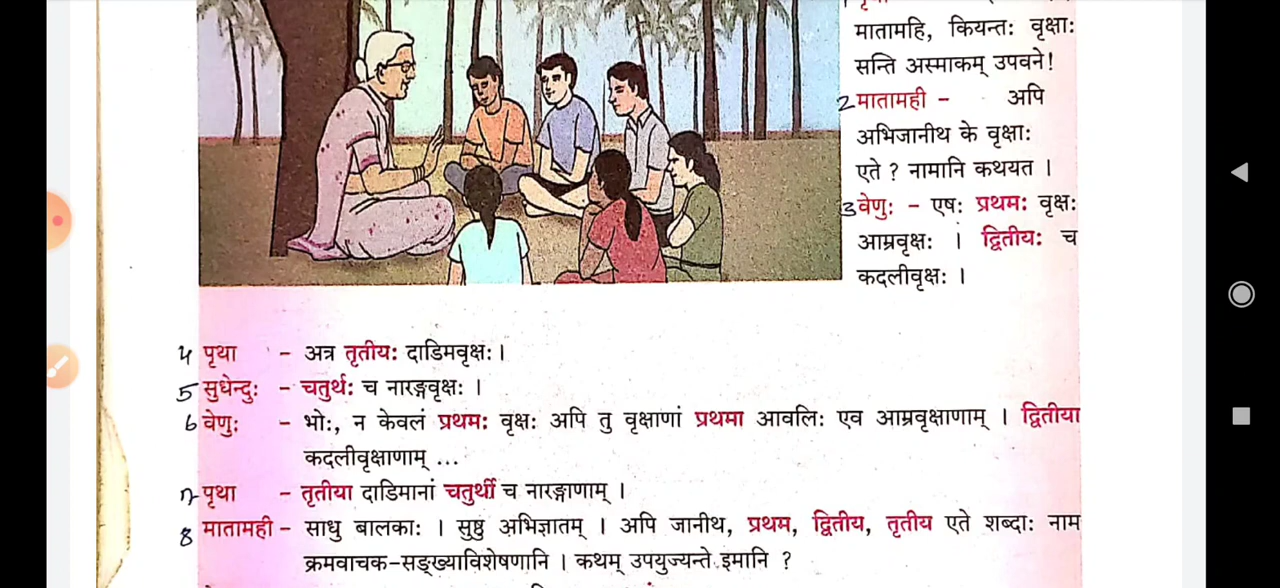 मातामहि, कियन्तः वृक्षाः
सन्ति अस्माकम् उपवने!
2 मातामही - अपि
अभिजानीथ के वृक्षाः
एते ? नामानि कथयत ।
3 वेणुः - एषः प्रथमः वृक्षः
आम्रवृक्षः । द्वितीयः च
कदलीवृक्षः ।
4 पृथा - अत्र तृतीयः दाडिमवृक्षः ।
5 सुधेन्दुः - चतुर्थः च नारङ्गवृक्षः ।
6 वेणुः - भोः, न केवलं प्रथमः वृक्षः अपि तु वृक्षाणां प्रथमा आवलिः एव आम्रवृक्षाणाम् । द्वितीया
कदलीवृक्षाणाम् ...
7 पृथा - तृतीया दाडिमानां चतुर्थी च नारङ्गाणाम् ।
8 मातामही - साधु बालकाः । सुष्ठु अभिज्ञातम् । अपि जानीथ, प्रथम, द्वितीय, तृतीय एते शब्दाः नाम
क्रमवाचक-सङ्ख्याविशेषणानि । कथम् उपयुज्यन्ते इमानि ?